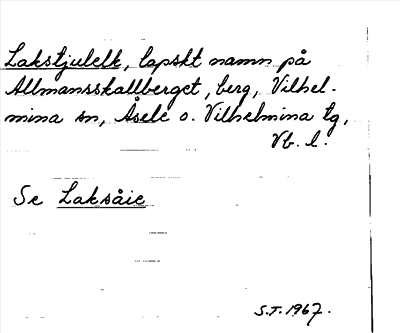 Lakstjulelk, lapskt namn på
Allmansskallberget, berg, Vilhel-
mina sn, Åsele o. Vilhelmina tg,
Vb. l.
Se Laksåie
S.T. 1967.